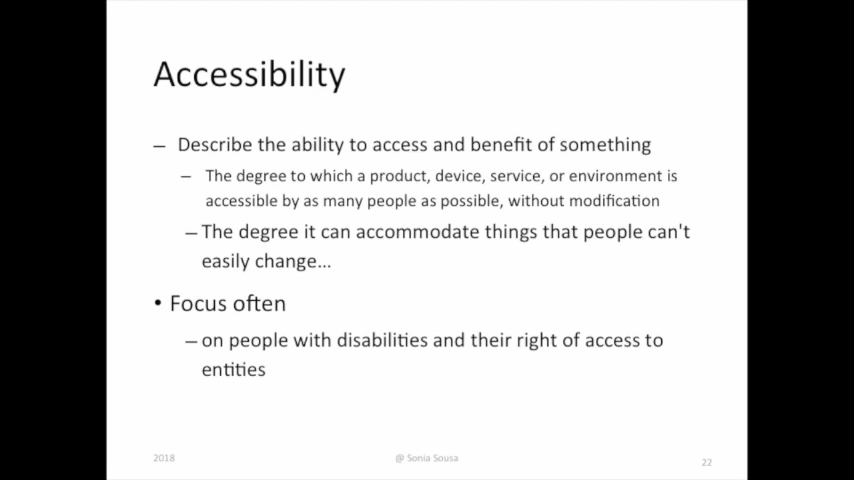 Accessibility
– Describe the ability to access and benefit of something
– The degree to which a product, device, service, or environment is
accessible by as many people as possible, without modification
– The degree it can accommodate things that people can't
easily change…
• Focus often
– on people with disabilities and their right of access to
entities
2018
@ Sonia Sousa
22